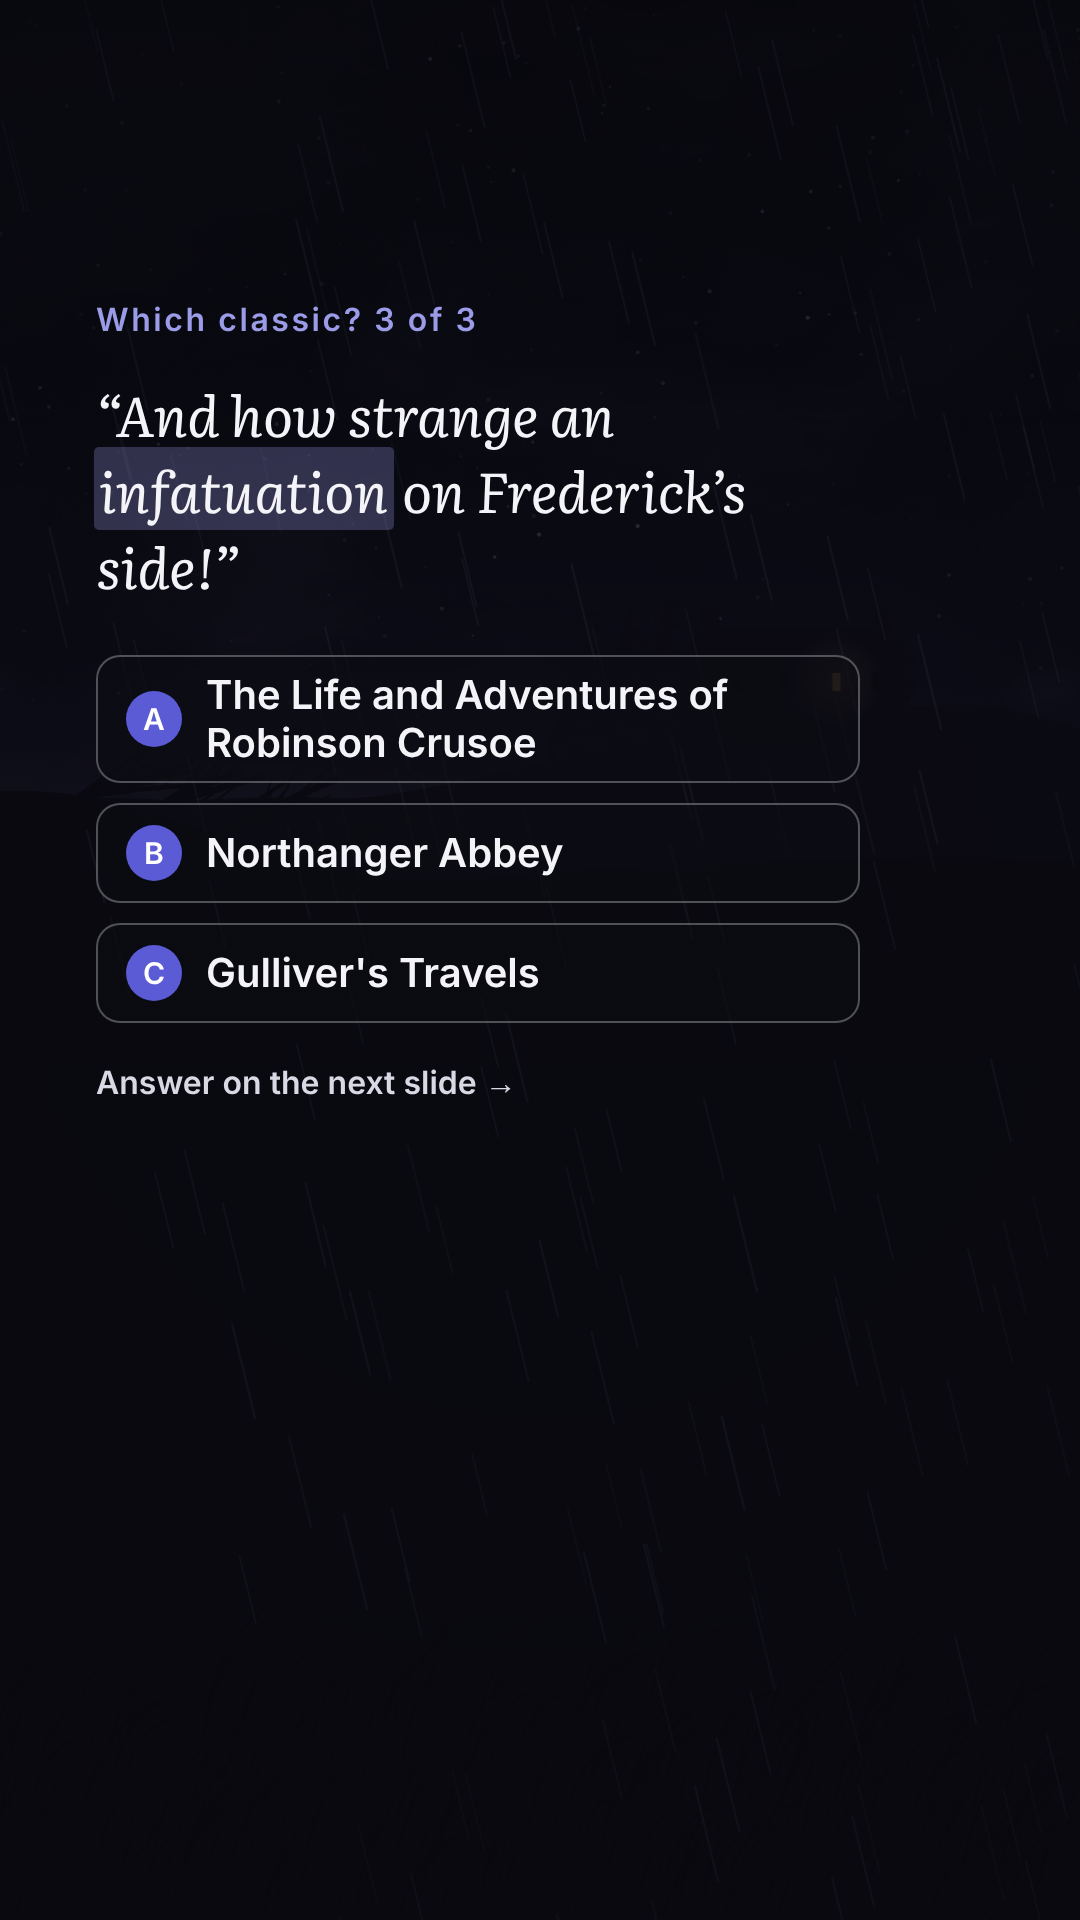 Which classic? 3 of 3
“And how strange an
infatuation on Frederick’s
side!”
A The Life and Adventures of
Robinson Crusoe
B Northanger Abbey
C Gulliver's Travels
Answer on the next slide →